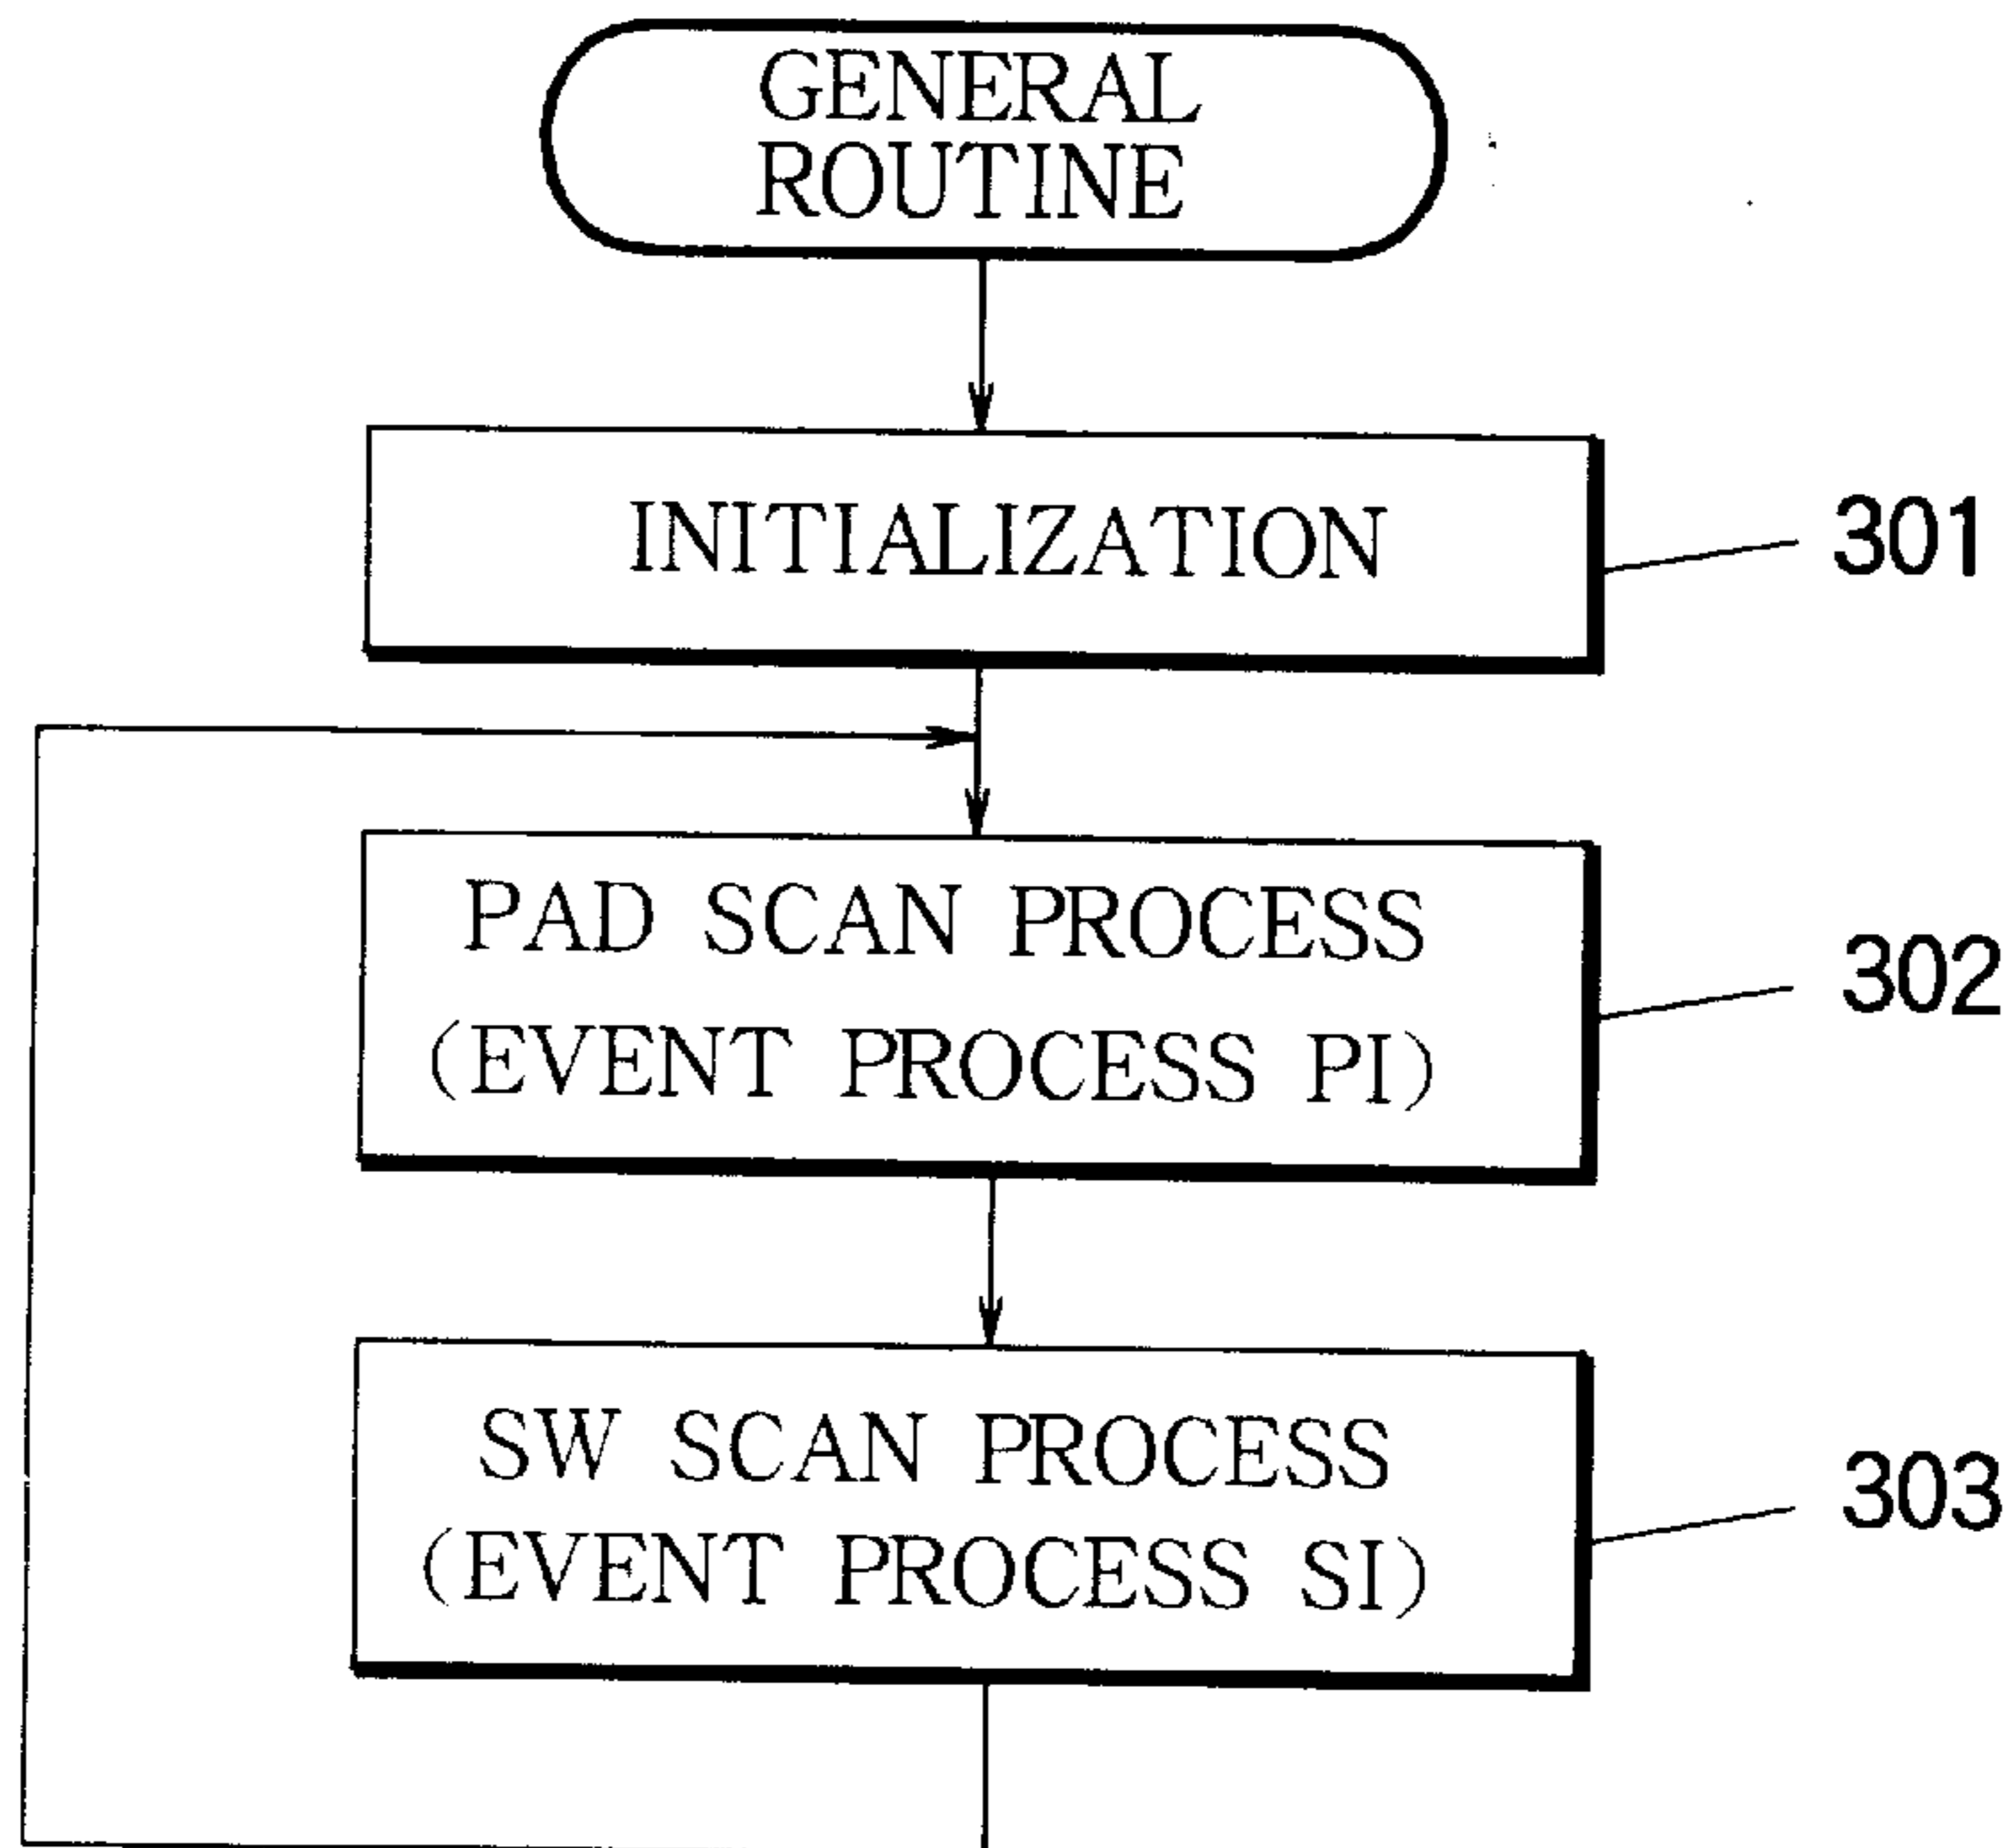 GENERAL
ROUTINE
INITIALIZATION
301
PAD SCAN PROCESS
(EVENT PROCESS PI)
302
SW SCAN PROCESS
(EVENT PROCESS SI)
303